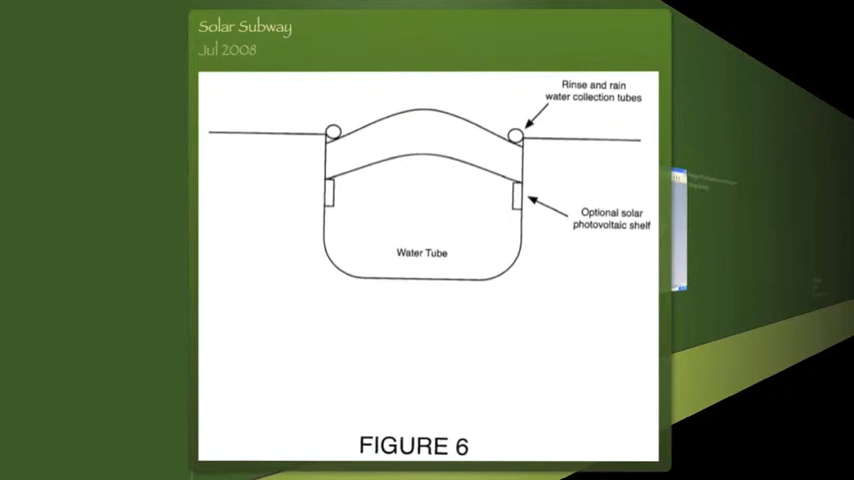 Solar Subway
Jul 2008
Rinse and rain
water collection tubes
Optional solar
photovoltaic shelf
Water Tube
FIGURE 6